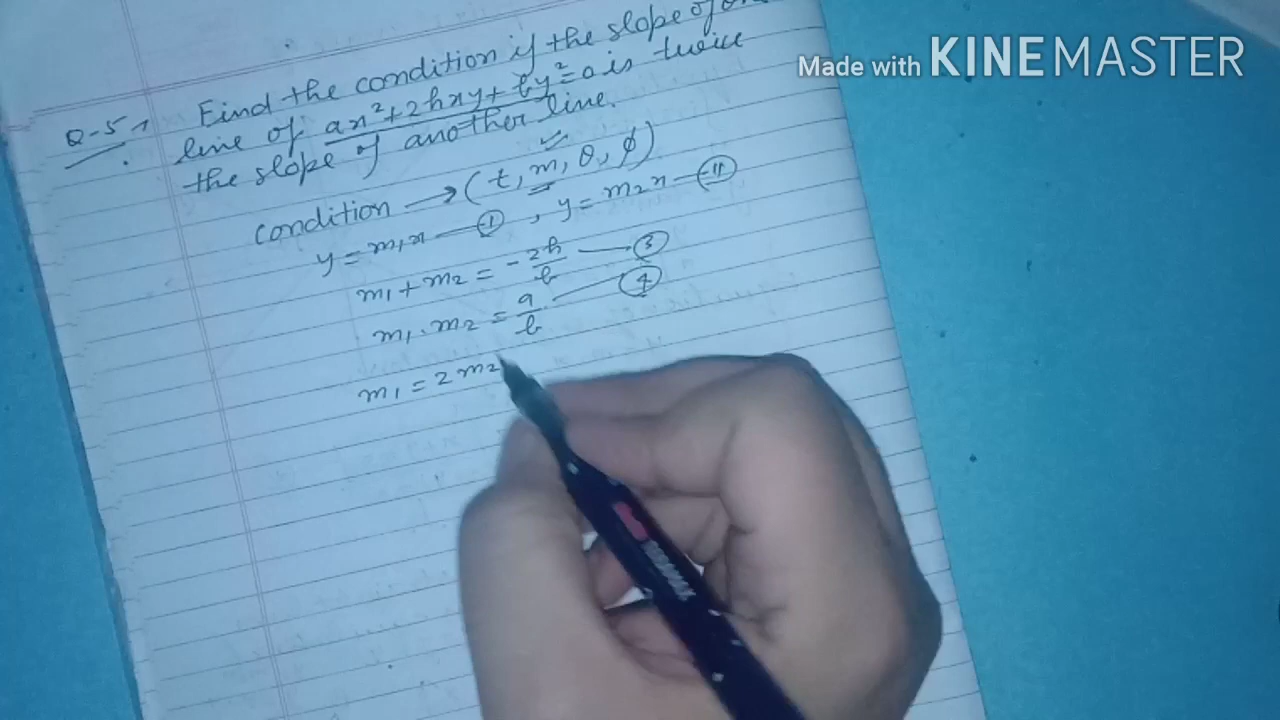 Made with KINEMASTER
Q-5 Find the condition if the slope of
line of ax²+2hxy+by²=0 is twice
the slope of another line.
condition → (t, m, θ, φ)
y = m₁x — ①, y = m₂x — ⑪
m₁ + m₂ = -2h/b — ③
m₁ . m₂ = a/b — ④
m₁ = 2m₂